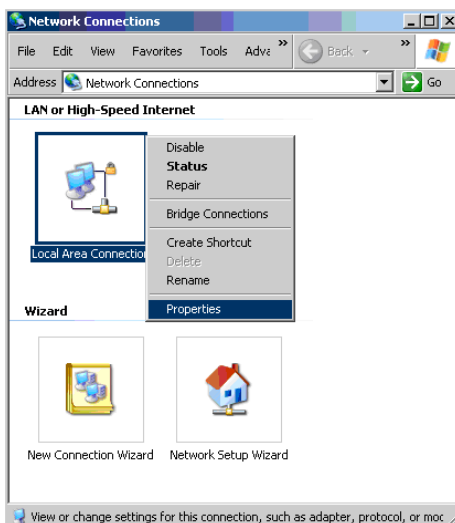 Network Connections
File Edit View Favorites Tools Adva » Back »
Address Network Connections Go
LAN or High-Speed Internet
Disable
Status
Repair
Bridge Connections
Create Shortcut
Delete
Rename
Properties
Local Area Connection
Wizard
New Connection Wizard Network Setup Wizard
View or change settings for this connection, such as adapter, protocol, or moc